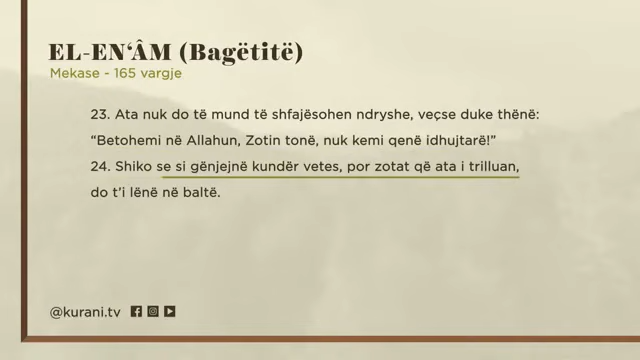 EL-EN‘ÂM (Bagëtitë)
Mekase - 165 vargje
23. Ata nuk do të mund të shfajësohen ndryshe, veçse duke thënë:
“Betohemi në Allahun, Zotin tonë, nuk kemi qenë idhujtarë!”
24. Shiko se si gënjejnë kundër vetes, por zotat që ata i trilluan,
do t’i lënë në baltë.
@kurani.tv